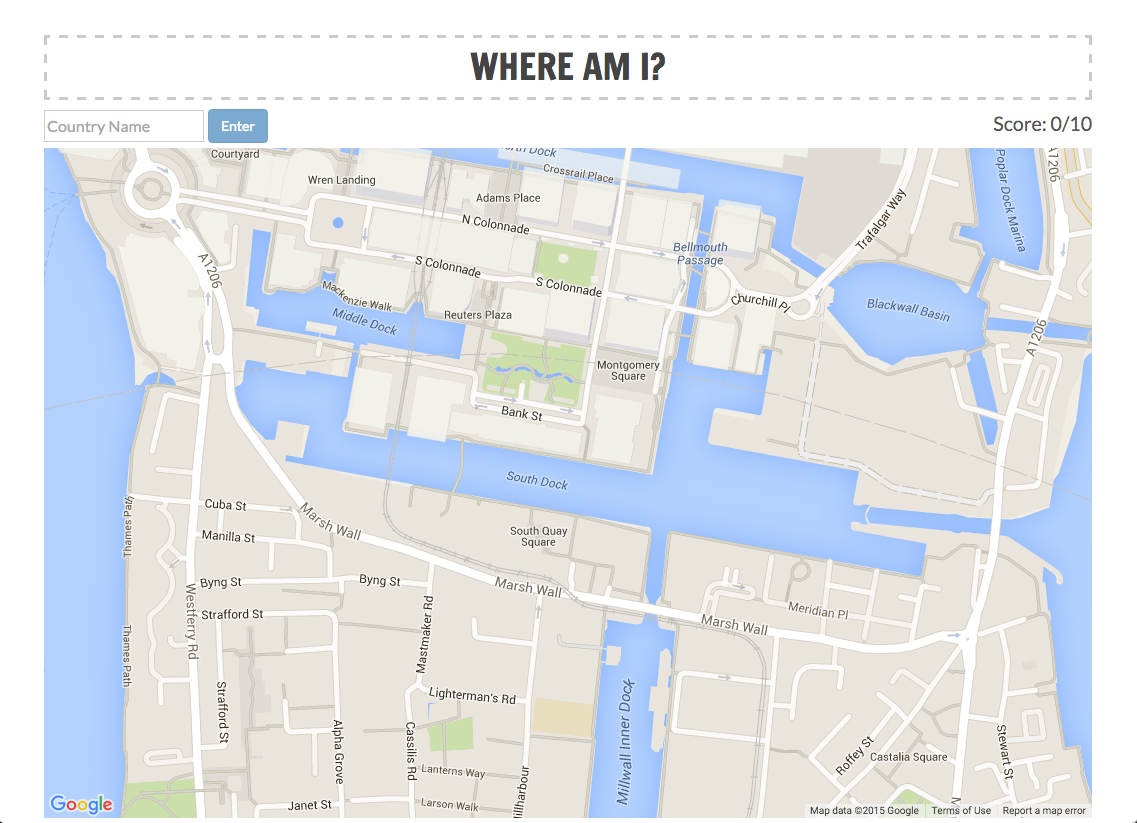 WHERE AM I?
Country Name
Enter
Score: 0/10
Courtyard
Crossrail Place
Wren Landing
Adams Place
N Colonnade
Trafalgar Way
Poplar Dock Marina
A1206
Bellmouth
Passage
A1206
S Colonnade
S Colonnade
Mackenzie Walk
Churchill Pl
Blackwall Basin
Middle Dock
Reuters Plaza
A1206
Montgomery
Square
Bank St
South Dock
Thames Path
Cuba St
Marsh Wall
Manilla St
South Quay
Square
Byng St
Byng St
Marsh Wall
Westferry Rd
Strafford St
Mastmaker Rd
Marsh Wall
Meridian Pl
Thames Path
Strafford St
Lighterman's Rd
Millwall Inner Dock
Alpha Grove
Cassilis Rd
Roffey St
Castalia Square
Stewart St
Lanterns Way
Janet St
Larson Walk
Google
Map data ©2015 Google
Terms of Use
Report a map error